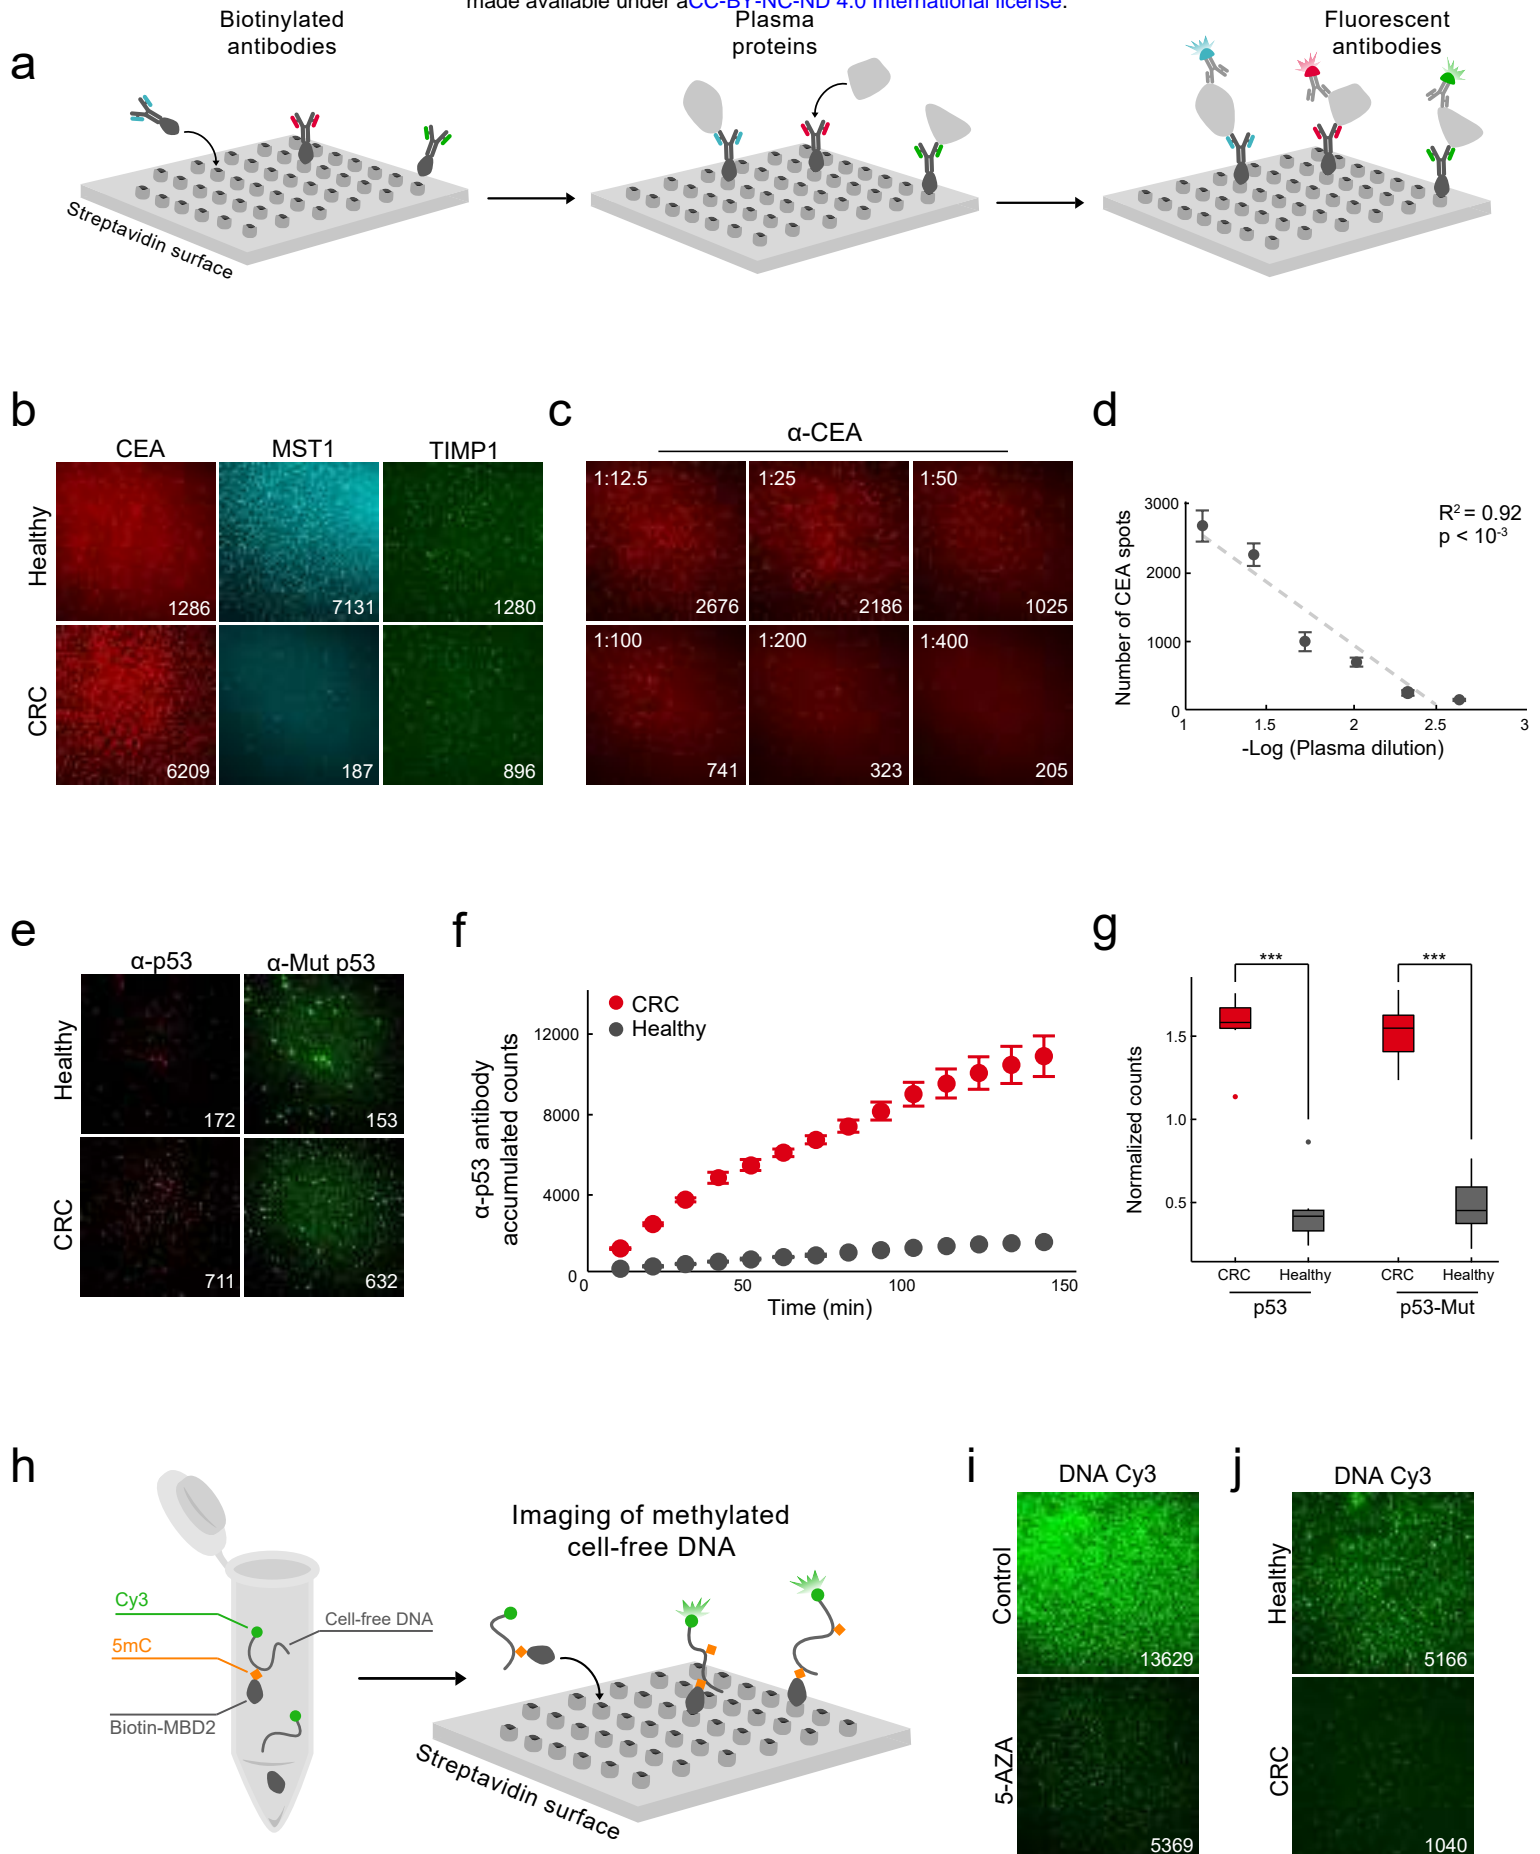 made available under aCC-BY-NC-ND 4.0 International license.
a
Biotinylated
antibodies
Plasma
proteins
Fluorescent
antibodies
Streptavidin surface
b
CEA
MST1
TIMP1
Healthy
1286
7131
1280
CRC
6209
187
896
c
α-CEA
1:12.5
1:25
1:50
2676
2186
1025
1:100
1:200
1:400
741
323
205
d
Number of CEA spots
3000
2000
1000
0
1
1.5
2
2.5
3
-Log (Plasma dilution)
R² = 0.92
p < 10⁻³
e
α-p53
α-Mut p53
Healthy
172
153
CRC
711
632
f
α-p53 antibody
accumulated counts
CRC
Healthy
12000
8000
4000
0
0
50
100
150
Time (min)
g
Normalized counts
***
***
1.5
1.0
0.5
CRC
Healthy
CRC
Healthy
p53
p53-Mut
h
Imaging of methylated
cell-free DNA
Cy3
Cell-free DNA
5mC
Biotin-MBD2
Streptavidin surface
i
DNA Cy3
Control
13629
5-AZA
5369
j
DNA Cy3
Healthy
5166
CRC
1040